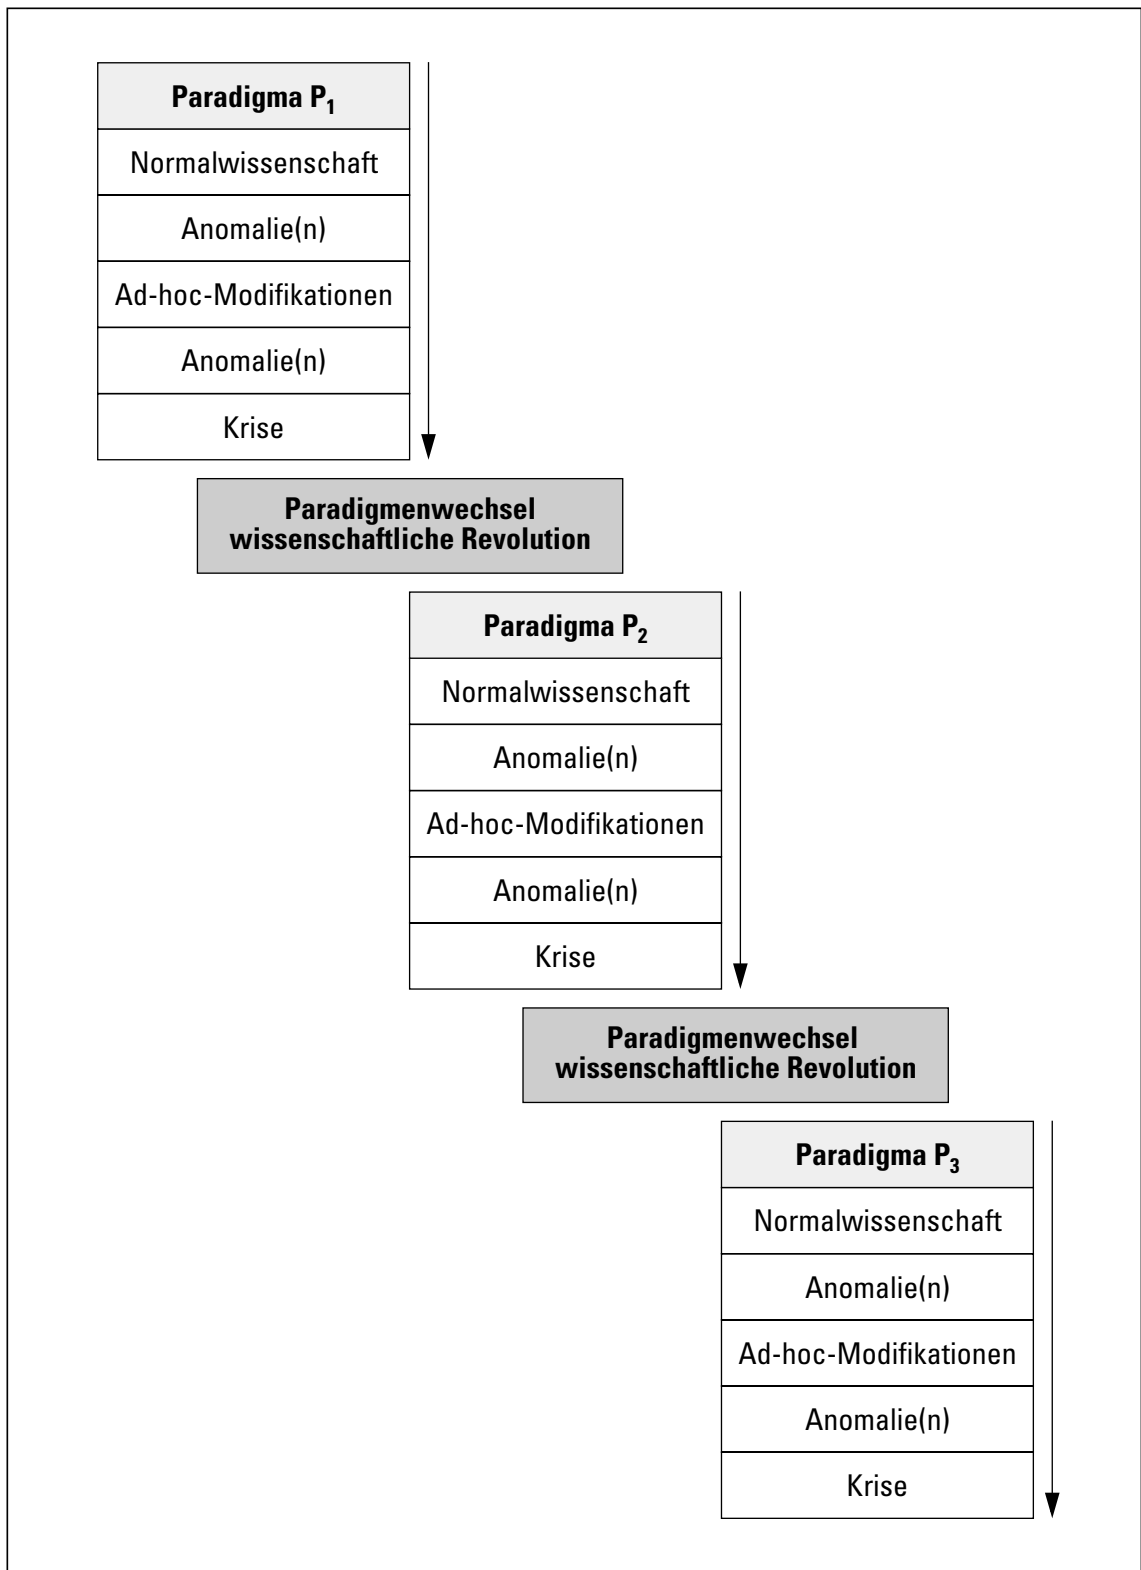 Paradigma P₁
Normalwissenschaft
Anomalie(n)
Ad-hoc-Modifikationen
Anomalie(n)
Krise
Paradigmenwechsel
wissenschaftliche Revolution
Paradigma P₂
Normalwissenschaft
Anomalie(n)
Ad-hoc-Modifikationen
Anomalie(n)
Krise
Paradigmenwechsel
wissenschaftliche Revolution
Paradigma P₃
Normalwissenschaft
Anomalie(n)
Ad-hoc-Modifikationen
Anomalie(n)
Krise